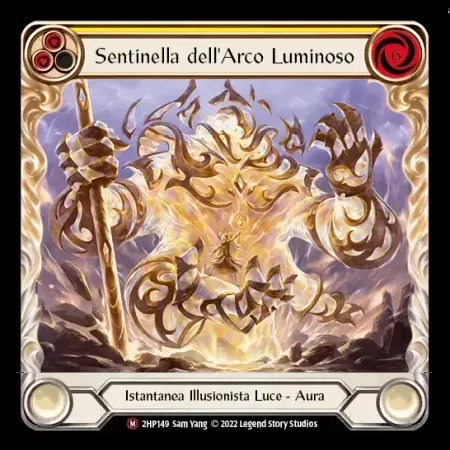 Sentinella dell'Arco Luminoso
Istantanea Illusionista Luce - Aura
M 2HP149 Sam Yang © 2022 Legend Story Studios